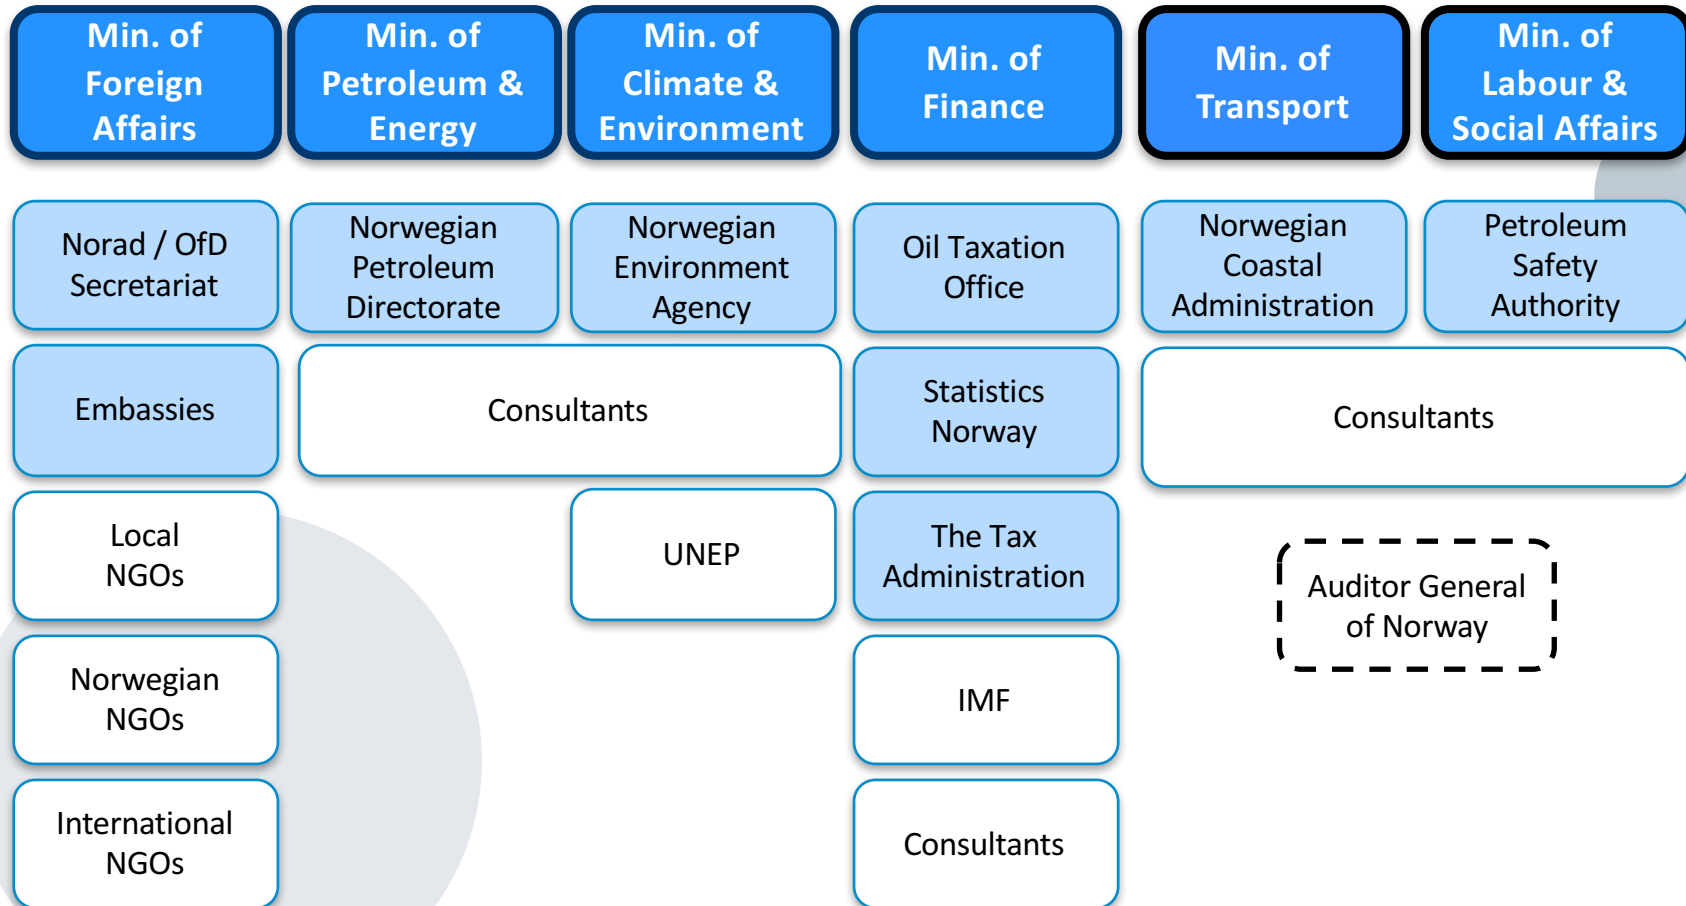 Min. of
Foreign
Affairs
Min. of
Petroleum &
Energy
Min. of
Climate &
Environment
Min. of
Finance
Min. of
Transport
Min. of
Labour &
Social Affairs
Norad / OfD
Secretariat
Norwegian
Petroleum
Directorate
Norwegian
Environment
Agency
Oil Taxation
Office
Norwegian
Coastal
Administration
Petroleum
Safety
Authority
Embassies
Consultants
Statistics
Norway
Consultants
Local
NGOs
UNEP
The Tax
Administration
Auditor General
of Norway
Norwegian
NGOs
IMF
International
NGOs
Consultants